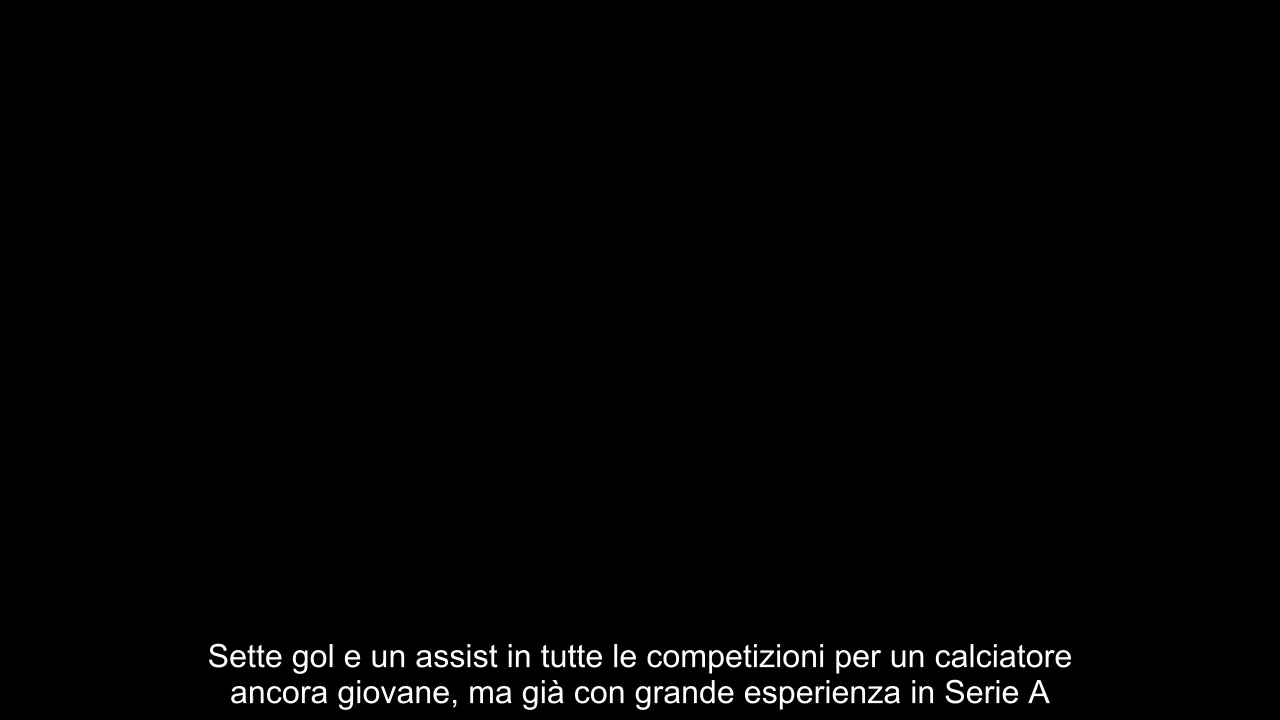 Sette gol e un assist in tutte le competizioni per un calciatore
ancora giovane, ma già con grande esperienza in Serie A